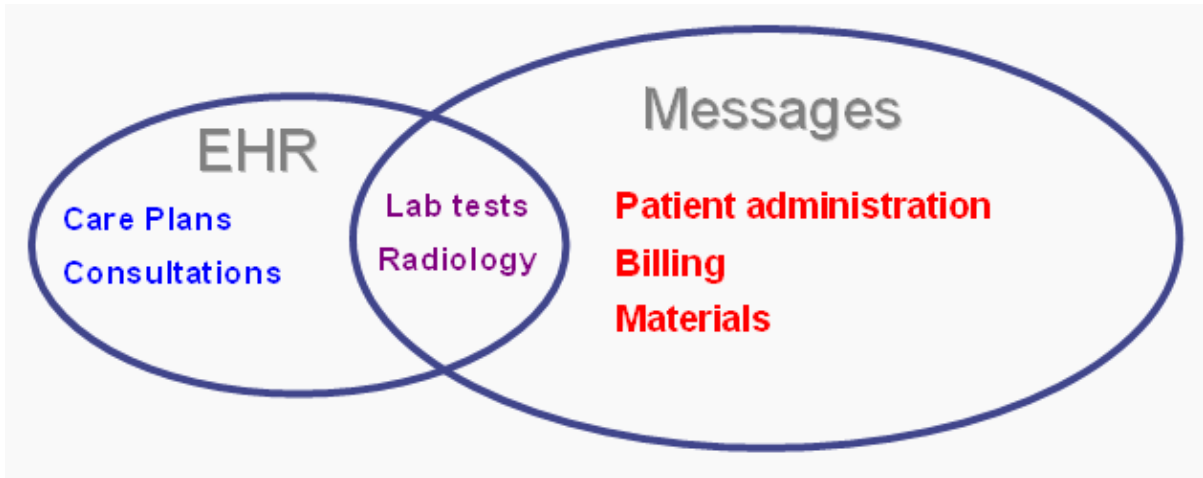 EHR
Care Plans
Consultations
Lab tests
Radiology
Messages
Patient administration
Billing
Materials